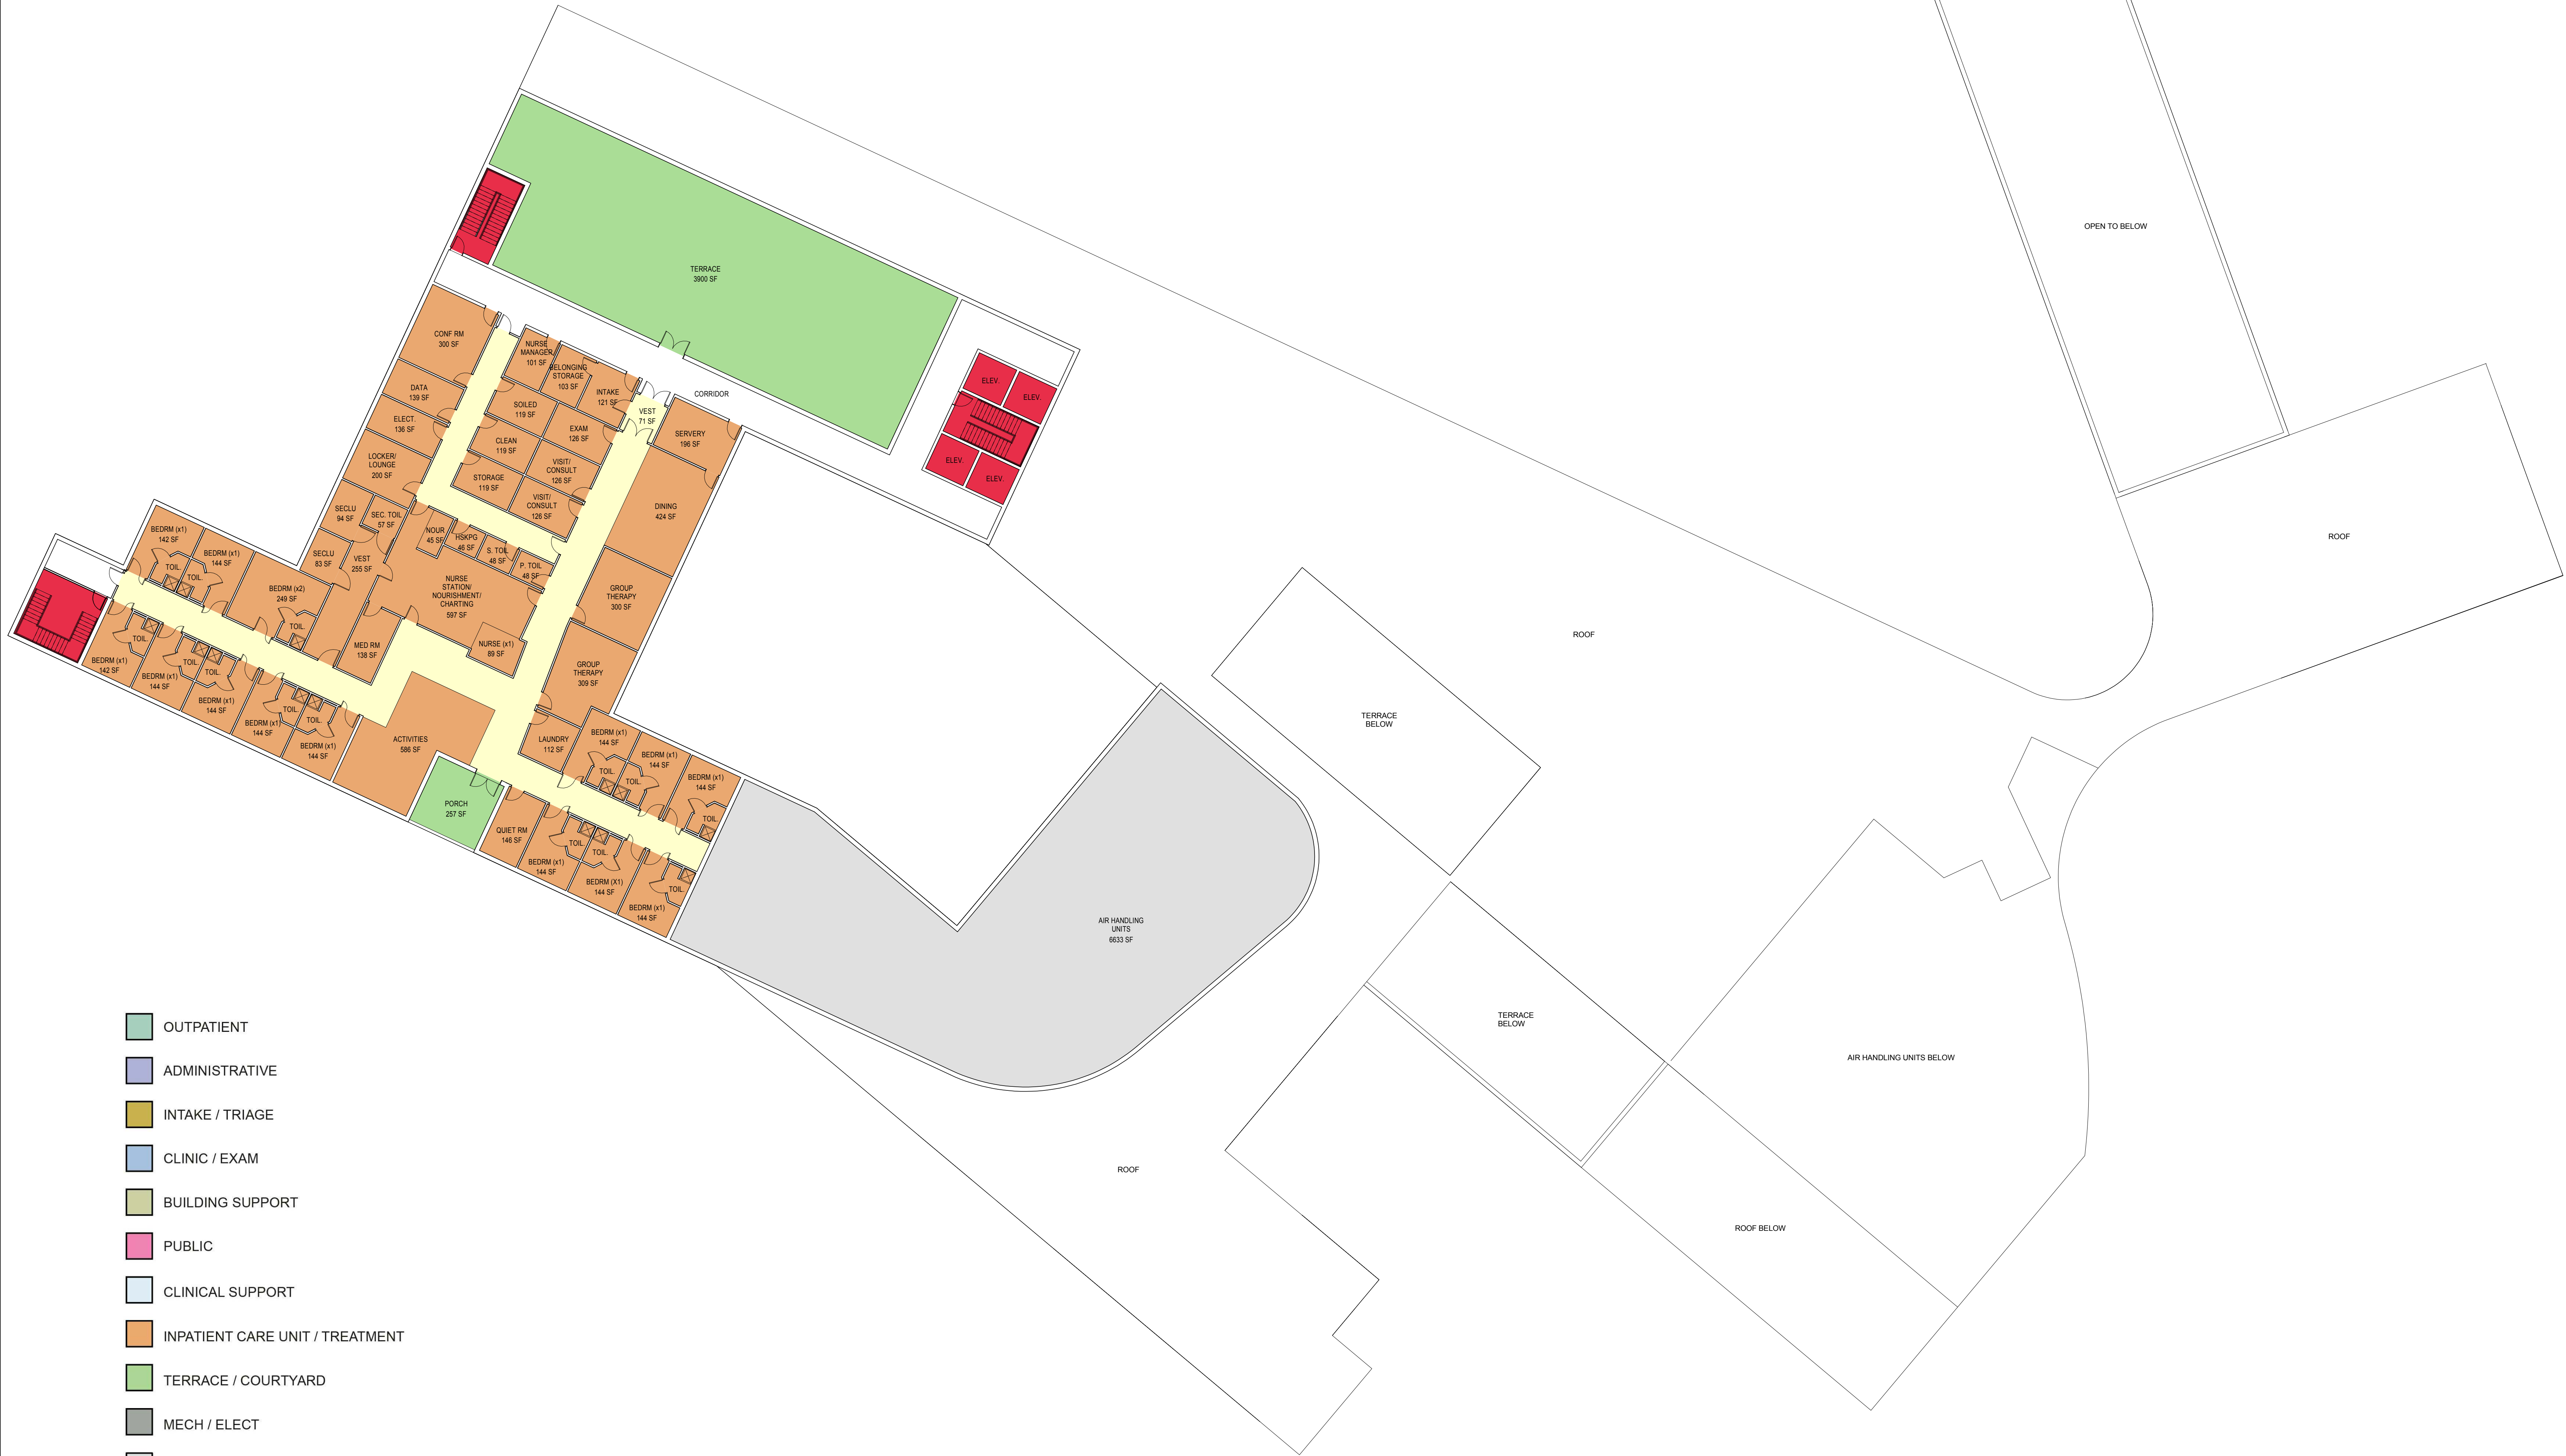 OPEN TO BELOW
TERRACE
3900 SF
CONF RM
300 SF
NURSE
MANAGER
101 SF
BELONGING
STORAGE
103 SF
INTAKE
121 SF
CORRIDOR
VEST
71 SF
DATA
139 SF
ELEV.
ELEV.
ELEV.
ELEV.
ELECT.
136 SF
SOILED
119 SF
EXAM
126 SF
SERVERY
196 SF
CLEAN
119 SF
VISIT/
CONSULT
126 SF
LOCKER/
LOUNGE
200 SF
STORAGE
119 SF
VISIT/
CONSULT
126 SF
DINING
424 SF
SECLU
94 SF
SEC. TOIL
57 SF
NOUR
45 SF
HSKPG
46 SF
S. TOIL
48 SF
P. TOIL
48 SF
BEDRM (x1)
142 SF
BEDRM (x1)
144 SF
TOIL.
TOIL.
SECLU
83 SF
VEST
255 SF
BEDRM (x2)
249 SF
TOIL.
NURSE
STATION/
NOURISHMENT/
CHARTING
597 SF
GROUP
THERAPY
300 SF
MED RM
138 SF
NURSE (x1)
89 SF
GROUP
THERAPY
309 SF
TOIL.
BEDRM (x1)
142 SF
TOIL.
BEDRM (x1)
144 SF
TOIL.
BEDRM (x1)
144 SF
TOIL.
BEDRM (x1)
144 SF
TOIL.
BEDRM (x1)
144 SF
ACTIVITIES
586 SF
LAUNDRY
112 SF
BEDRM (x1)
144 SF
TOIL.
BEDRM (x1)
144 SF
TOIL.
BEDRM (x1)
144 SF
TOIL.
PORCH
257 SF
QUIET RM
146 SF
TOIL.
BEDRM (x1)
144 SF
TOIL.
BEDRM (X1)
144 SF
TOIL.
BEDRM (x1)
144 SF
AIR HANDLING
UNITS
6633 SF
ROOF
ROOF
TERRACE
BELOW
TERRACE
BELOW
AIR HANDLING UNITS BELOW
ROOF
ROOF BELOW
OUTPATIENT
ADMINISTRATIVE
INTAKE / TRIAGE
CLINIC / EXAM
BUILDING SUPPORT
PUBLIC
CLINICAL SUPPORT
INPATIENT CARE UNIT / TREATMENT
TERRACE / COURTYARD
MECH / ELECT